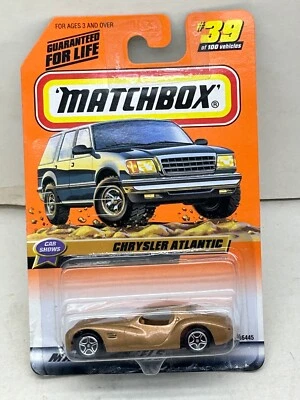 FOR AGES 3 AND OVER
GUARANTEED
FOR LIFE
#39
of 100 vehicles
MATCHBOX®
CAR
SHOWS
CHRYSLER ATLANTIC